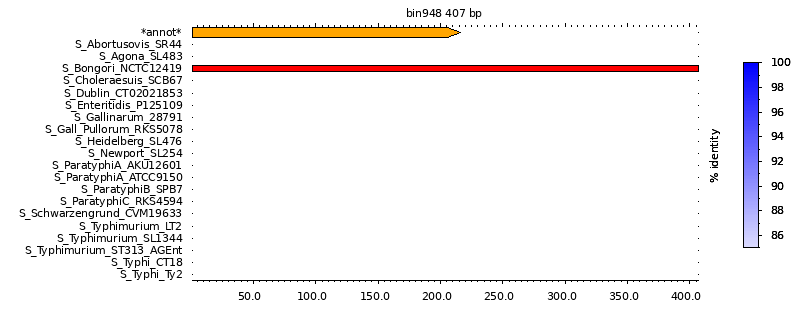 bin948 407 bp
*annot*
S_Abortusovis_SR44
S_Agona_SL483
S_Bongori_NCTC12419
S_Choleraesuis_SCB67
S_Dublin_CT02021853
S_Enteritidis_P125109
S_Gallinarum_28791
S_Gall_Pullorum_RKS5078
S_Heidelberg_SL476
S_Newport_SL254
S_ParatyphiA_AKU12601
S_ParatyphiA_ATCC9150
S_ParatyphiB_SPB7
S_ParatyphiC_RKS4594
S_Schwarzengrund_CVM19633
S_Typhimurium_LT2
S_Typhimurium_SL1344
S_Typhimurium_ST313_AGEnt
S_Typhi_CT18
S_Typhi_Ty2
50.0 100.0 150.0 200.0 250.0 300.0 350.0 400.0
% identity
100
98
96
94
92
90
88
86